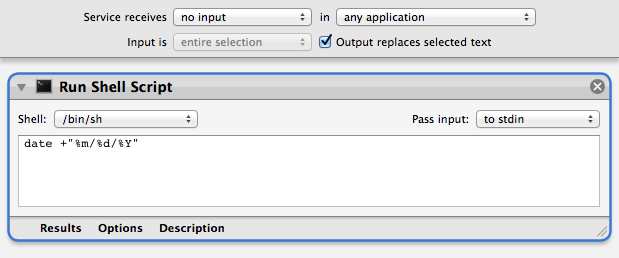 Service receives no input in any application
Input is entire selection Output replaces selected text
Run Shell Script
Shell: /bin/sh Pass input: to stdin
date +"%m/%d/%Y"
Results Options Description